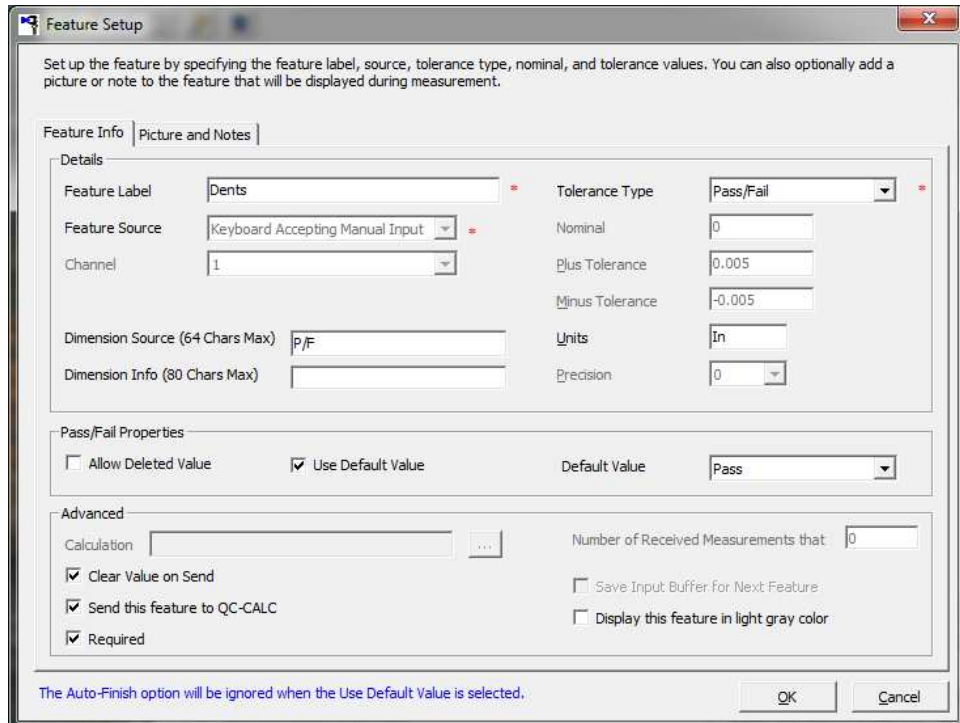 Feature Setup
Set up the feature by specifying the feature label, source, tolerance type, nominal, and tolerance values. You can also optionally add a
picture or note to the feature that will be displayed during measurement.
Feature Info Picture and Notes
Details
Feature Label Dents * Tolerance Type Pass/Fail *
Feature Source Keyboard Accepting Manual Input * Nominal 0
Channel 1 Plus Tolerance 0.005
Minus Tolerance -0.005
Dimension Source (64 Chars Max) P/F Units In
Dimension Info (80 Chars Max) Precision 0
Pass/Fail Properties
Allow Deleted Value Use Default Value Default Value Pass
Advanced
Calculation ... Number of Received Measurements that 0
Clear Value on Send
Save Input Buffer for Next Feature
Send this feature to QC-CALC
Display this feature in light gray color
Required
The Auto-Finish option will be ignored when the Use Default Value is selected. OK Cancel